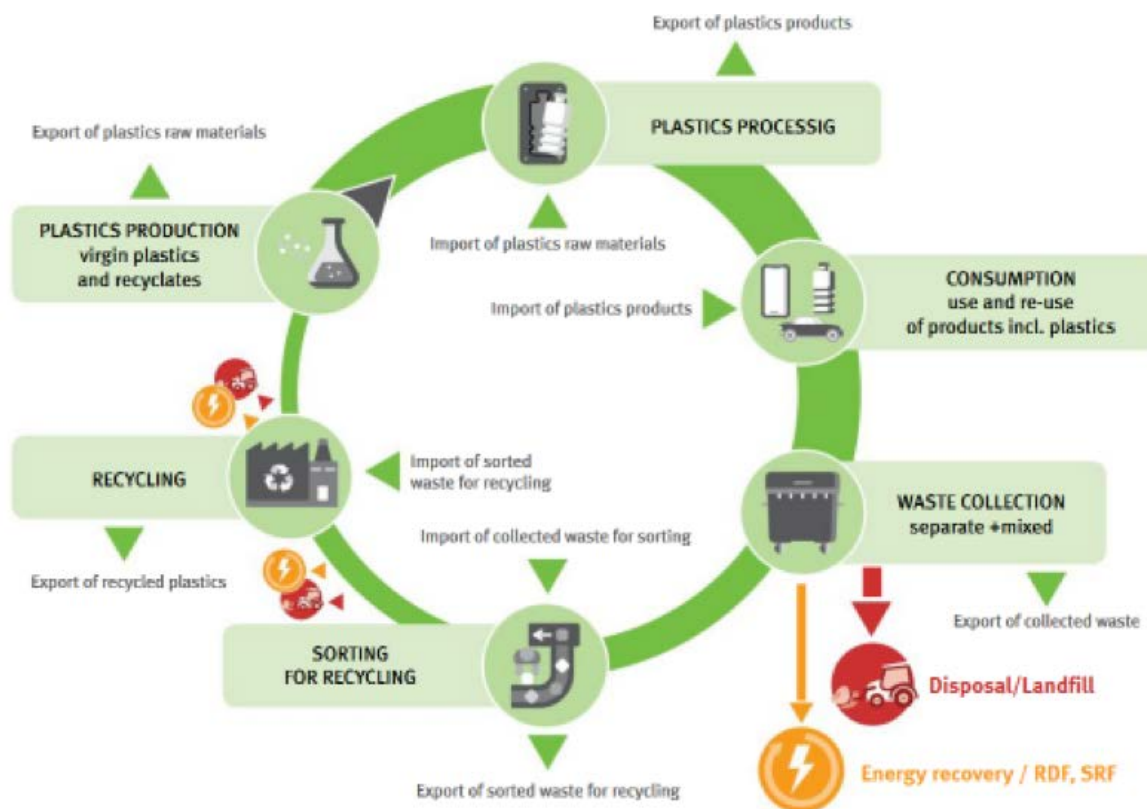 Export of plastics products
PLASTICS PROCESSIG
Export of plastics raw materials
PLASTICS PRODUCTION
virgin plastics
and recyclates
Import of plastics raw materials
Import of plastics products
CONSUMPTION
use and re-use
of products incl. plastics
RECYCLING
Import of sorted
waste for recycling
WASTE COLLECTION
separate +mixed
Import of collected waste for sorting
Export of recycled plastics
Export of collected waste
SORTING
FOR RECYCLING
Disposal/Landfill
Energy recovery / RDF, SRF
Export of sorted waste for recycling